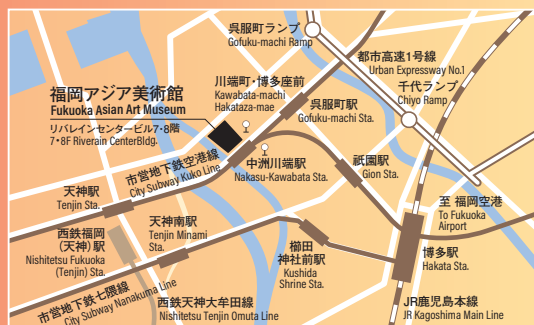 呉服町ランプ
Gofuku-machi Ramp
都市高速1号線
Urban Expressway No.1
千代ランプ
Chiyo Ramp
川端町・博多座前
Kawabata-machi
Hakataza-mae
福岡アジア美術館
Fukuoka Asian Art Museum
リバレインセンタービル7・8階
7・8F Riverain CenterBldg.
呉服町駅
Gofuku-machi Sta.
市営地下鉄空港線
City Subway Kuko Line
中洲川端駅
Nakasu-Kawabata Sta.
祇園駅
Gion Sta.
天神駅
Tenjin Sta.
至 福岡空港
To Fukuoka
Airport
西鉄福岡
(天神)駅
Nishitetsu Fukuoka
(Tenjin) Sta.
天神南駅
Tenjin Minami
Sta.
櫛田
神社前駅
Kushida
Shrine Sta.
博多駅
Hakata Sta.
市営地下鉄七隈線
City Subway Nanakuma Line
西鉄天神大牟田線
Nishitetsu Tenjin Omuta Line
JR鹿児島本線
JR Kagoshima Main Line